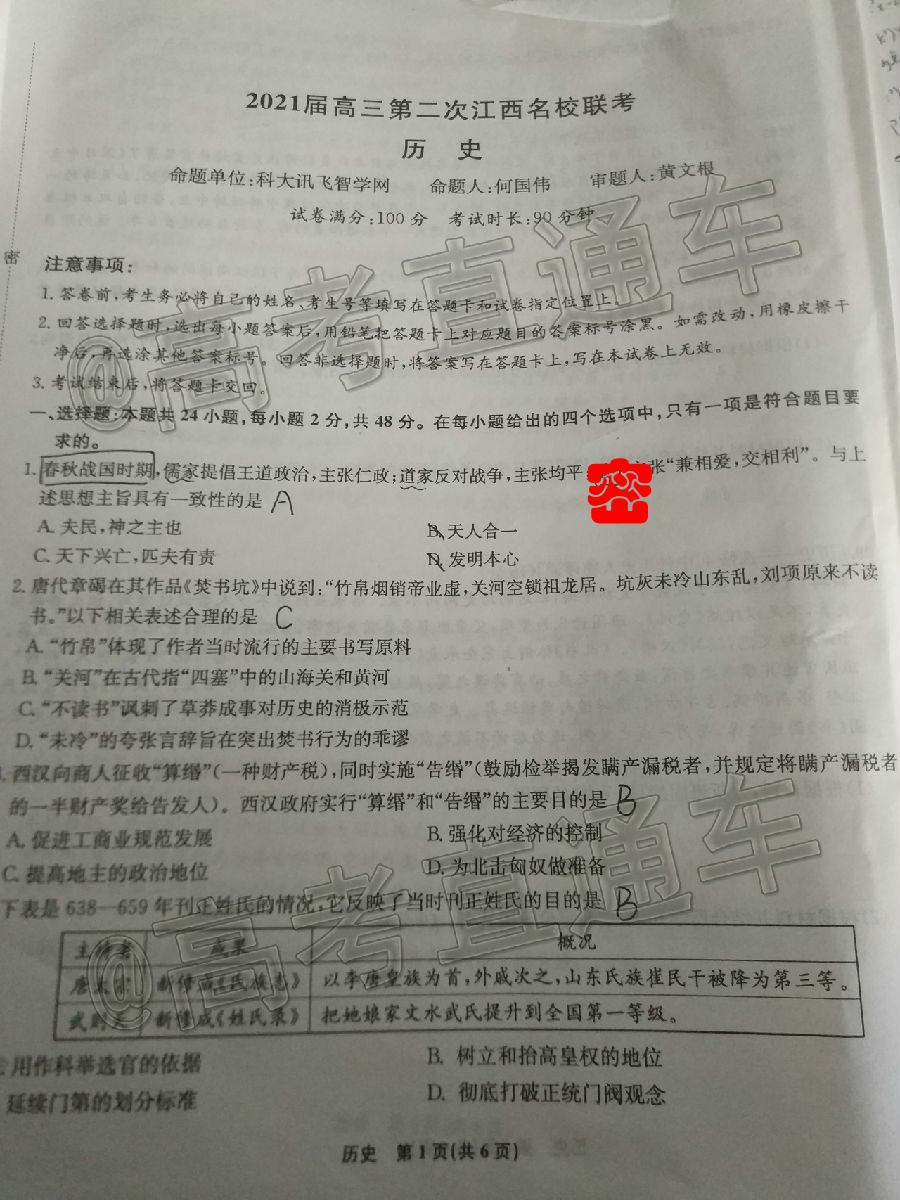 2021届高三第二次江西名校联考
历 史
命题单位:科大讯飞智学网 命题人:何国伟 审题人:黄文根
试卷满分:100分 考试时长:90分钟
密
注意事项:
1. 答卷前,考生务必将自己的姓名、考生号等填写在答题卡和试卷指定位置上。
2. 回答选择题时,选出每小题答案后,用铅笔把答题卡上对应题目的答案标号涂黑。如需改动,用橡皮擦干
净后,再选涂其他答案标号。回答非选择题时,将答案写在答题卡上,写在本试卷上无效。
3. 考试结束后,将答题卡交回。
一、选择题:本题共24小题,每小题2分,共48分。在每小题给出的四个选项中,只有一项是符合题目要
求的。
1. 春秋战国时期,儒家提倡王道政治,主张仁政;道家反对战争,主张均平 张“兼相爱,交相利”。与上
述思想主旨具有一致性的是 A
A. 夫民,神之主也 B. 天人合一
C. 天下兴亡,匹夫有责 D. 发明本心
2. 唐代章碣在其作品《焚书坑》中说到:“竹帛烟销帝业虚,关河空锁祖龙居。坑灰未冷山东乱,刘项原来不读
书。”以下相关表述合理的是 C
A. “竹帛”体现了作者当时流行的主要书写原料
B. “关河”在古代指“四塞”中的山海关和黄河
C. “不读书”讽刺了草莽成事对历史的消极示范
D. “未冷”的夸张言辞旨在突出焚书行为的乖谬
西汉向商人征收“算缗”(一种财产税),同时实施“告缗”(鼓励检举揭发瞒产漏税者,并规定将瞒产漏税者
的一半财产奖给告发人)。西汉政府实行“算缗”和“告缗”的主要目的是 B
A. 促进工商业规范发展 B. 强化对经济的控制
C. 提高地主的政治地位 D. 为北击匈奴做准备
下表是638—659年刊正姓氏的情况,它反映了当时刊正姓氏的目的是 B
主持者 成果 概况
唐太宗 新修成《氏族志》 以李唐皇族为首,外戚次之,山东氏族崔民干被降为第三等。
武则天 新修成《姓氏录》 把她娘家文水武氏提升到全国第一等级。
用作科举选官的依据 B. 树立和抬高皇权的地位
延续门第的划分标准 D. 彻底打破正统门阀观念
历史 第1页(共6页)
@高考直通车
@高考直通车